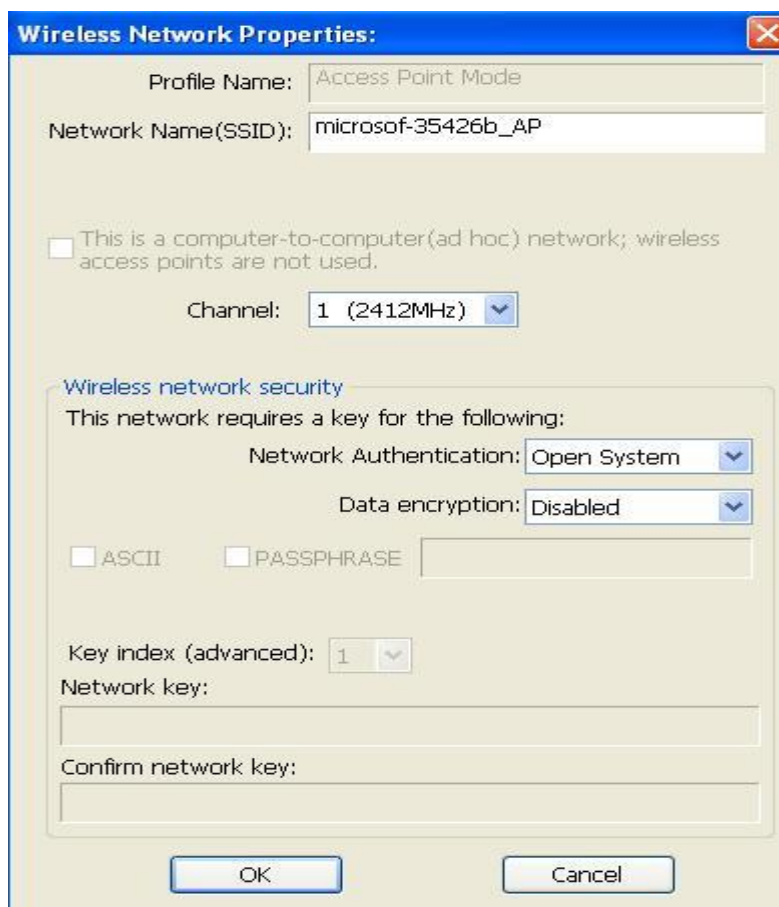 Wireless Network Properties:
Profile Name: Access Point Mode
Network Name(SSID): microsof-35426b_AP
This is a computer-to-computer(ad hoc) network; wireless
access points are not used.
Channel: 1 (2412MHz)
Wireless network security
This network requires a key for the following:
Network Authentication: Open System
Data encryption: Disabled
ASCII PASSPHRASE
Key index (advanced): 1
Network key:
Confirm network key:
OK Cancel